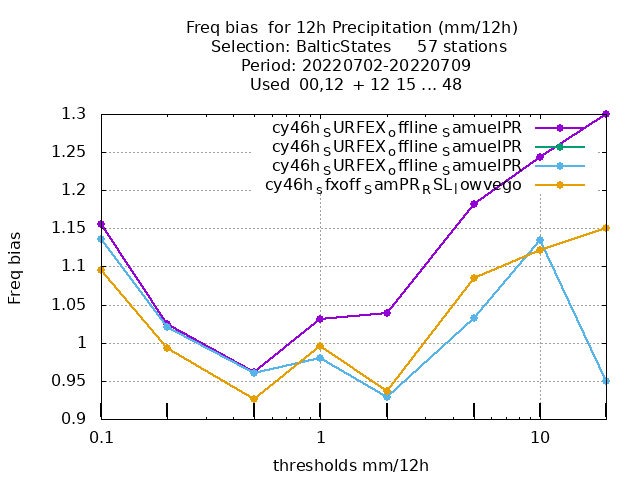 Freq bias  for 12h Precipitation (mm/12h)
Selection: BalticStates     57 stations
Period: 20220702-20220709
Used  00,12  + 12 15 ... 48
cy46h_SURFEX_offline_SamuelPR
cy46h_SURFEX_offline_SamuelPR
cy46h_SURFEX_offline_SamuelPR
cy46h_sfxoff_SamPR_RSL_lowvego
1.3
1.25
1.2
1.15
1.1
1.05
1
0.95
0.9
Freq bias
0.1
1
10
thresholds mm/12h